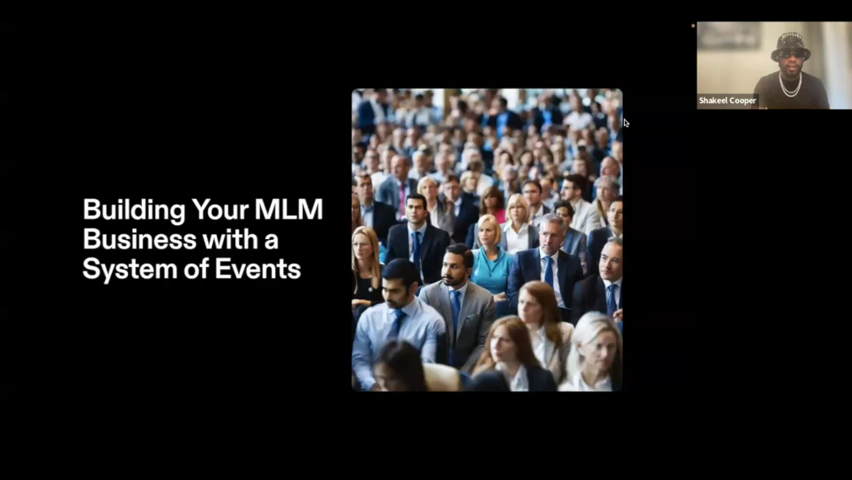 Building Your MLM
Business with a
System of Events
Shakeel Cooper